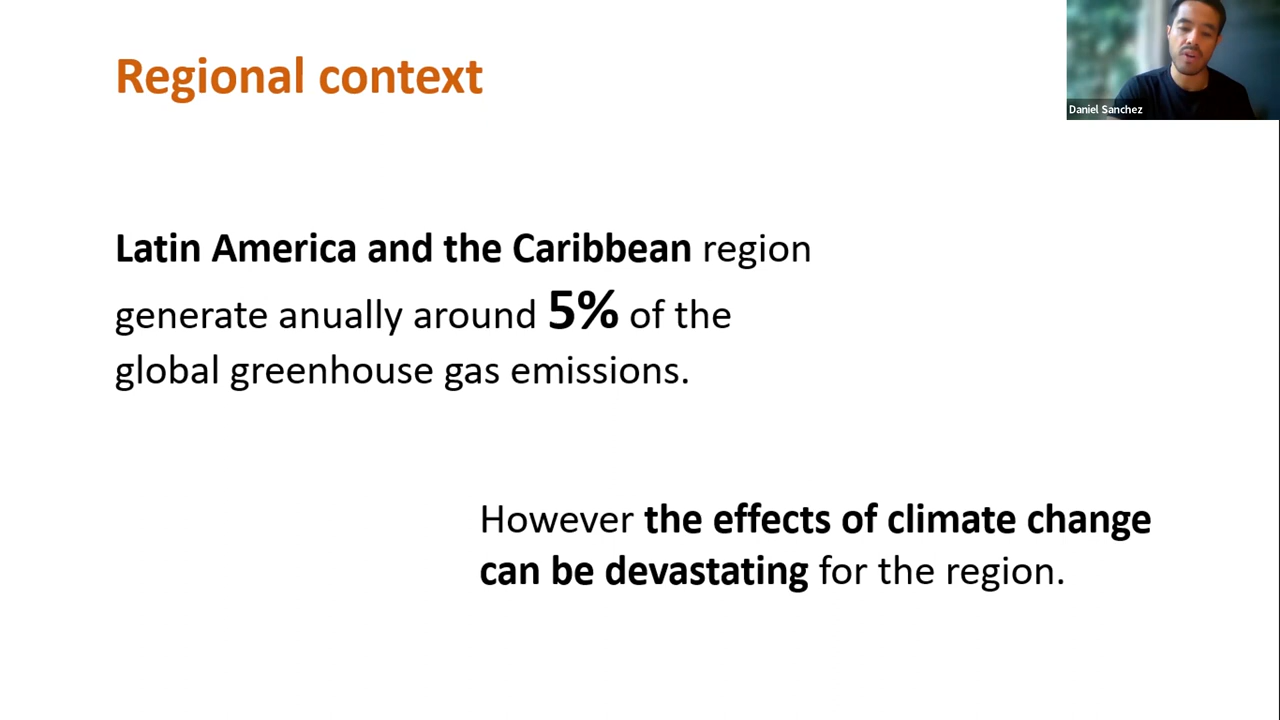 Regional context
Daniel Sanchez
Latin America and the Caribbean region
generate anually around 5% of the
global greenhouse gas emissions.
However the effects of climate change
can be devastating for the region.